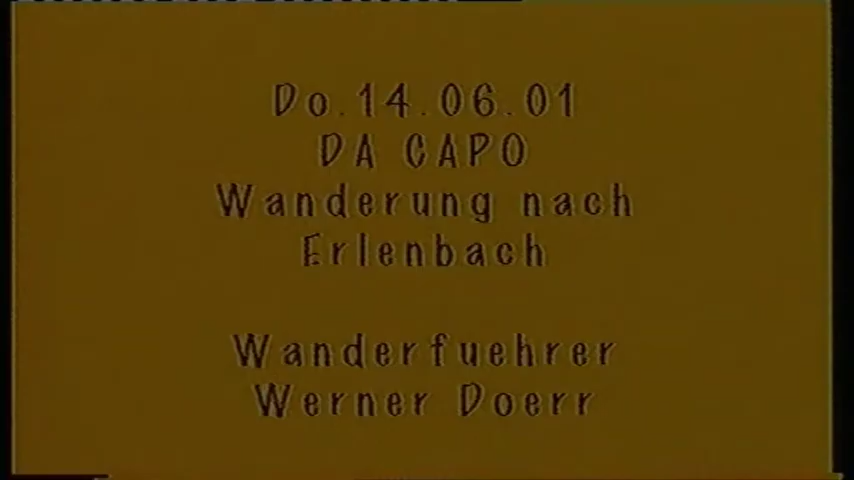 Do.14.06.01
DA CAPO
Wanderung nach
Erlenbach
Wanderfuehrer
Werner Doerr